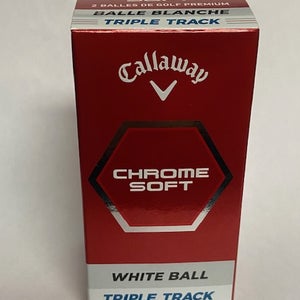 2 BALLES DE GOLF PREMIUM
BALLE BLANCHE
TRIPLE TRACK
Callaway
CHROME
SOFT
WHITE BALL
TRIPLE TRACK